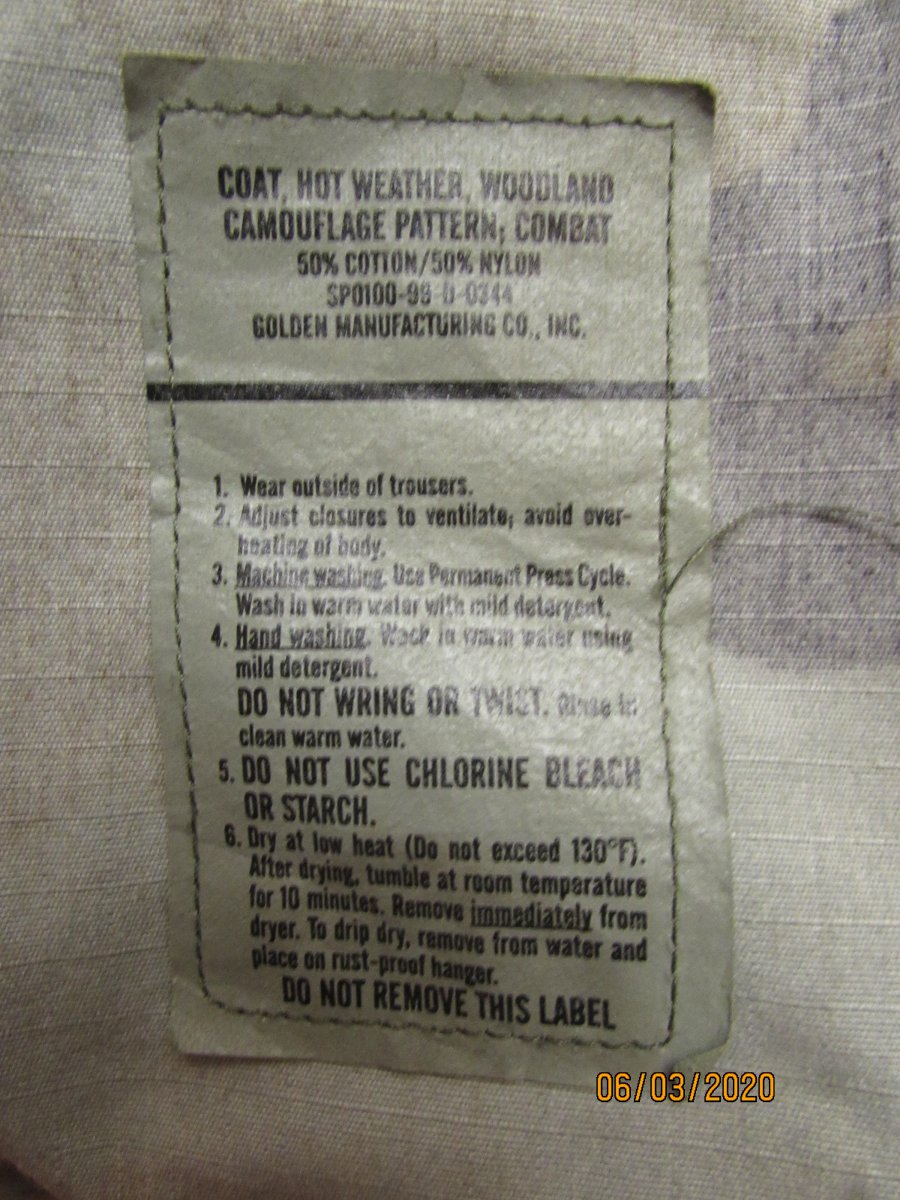 COAT, HOT WEATHER, WOODLAND
CAMOUFLAGE PATTERN; COMBAT
50% COTTON/50% NYLON
SP0100-98-D-0344
GOLDEN MANUFACTURING CO., INC.
1. Wear outside of trousers.
2. Adjust closures to ventilate; avoid over-
heating of body.
3. Machine washing. Use Permanent Press Cycle.
Wash in warm water with mild detergent.
4. Hand washing. Wash in warm water using
mild detergent.
DO NOT WRING OR TWIST. Rinse in
clean warm water.
5. DO NOT USE CHLORINE BLEACH
OR STARCH.
6. Dry at low heat (Do not exceed 130°F).
After drying, tumble at room temperature
for 10 minutes. Remove immediately from
dryer. To drip dry, remove from water and
place on rust-proof hanger.
DO NOT REMOVE THIS LABEL
06/03/2020